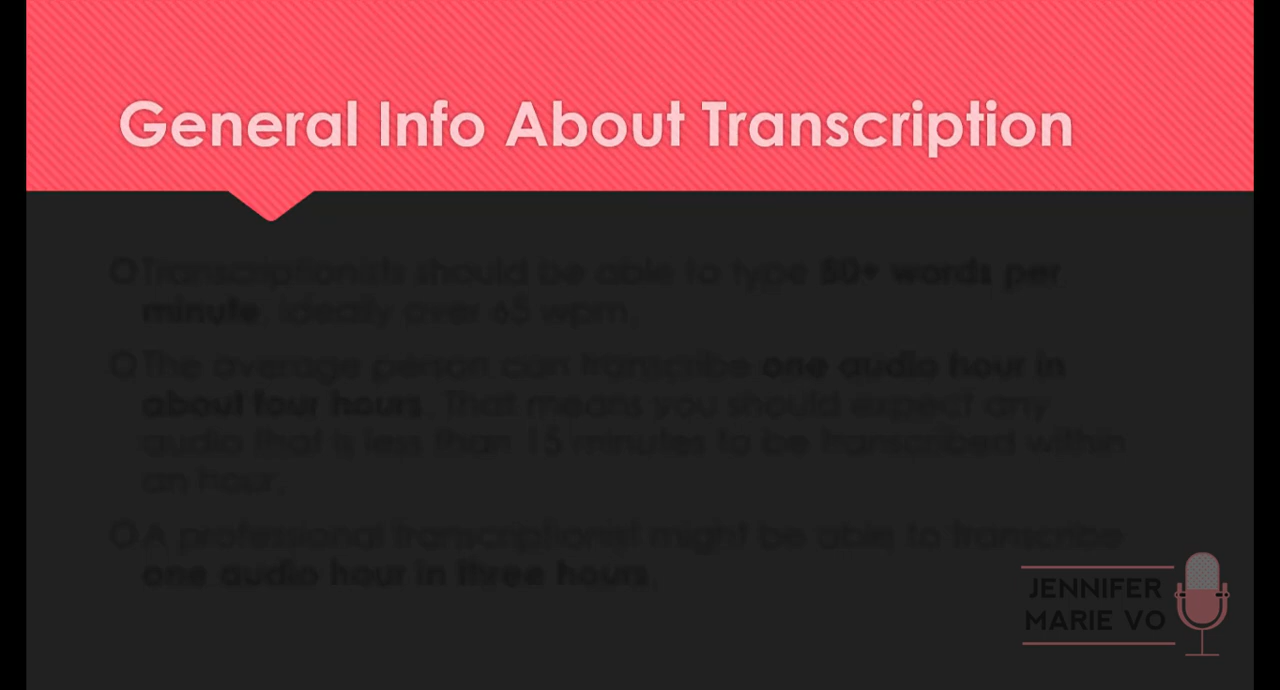 General Info About Transcription
O Transcriptionists should be able to type 50+ words per
minute, ideally over 65 wpm.
O The average person can transcribe one audio hour in
about four hours. That means you should expect any
audio that is less than 15 minutes to be transcribed within
an hour.
O A professional transcriptionist might be able to transcribe
one audio hour in three hours.
JENNIFER
MARIE VO